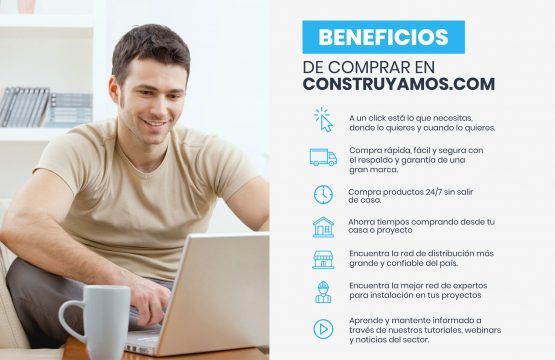 BENEFICIOS
DE COMPRAR EN
CONSTRUYAMOS.COM
A un click está lo que necesitas,
donde lo quieres y cuando lo quieres.
Compra rápida, fácil y segura con
el respaldo y garantía de una
gran marca.
Compra productos 24/7 sin salir
de casa.
Ahorra tiempos comprando desde tu
casa o proyecto
Encuentra la red de distribución más
grande y confiable del país.
Encuentra la mejor red de expertos
para instalación en tus proyectos
Aprende y mantente informado a
través de nuestros tutoriales, webinars
y noticias del sector.